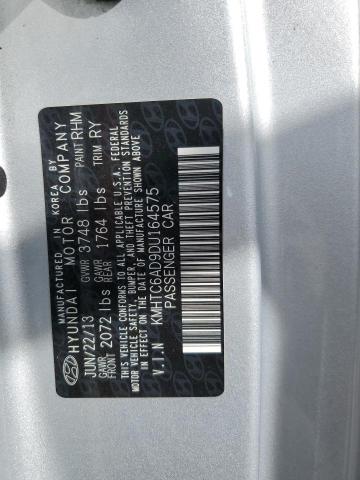 MANUFACTURED IN KOREA BY
HYUNDAI MOTOR COMPANY
JUN/22/13 GVWR 3748 lbs PAINT RHM
GAWR FRONT 2072 lbs GAWR REAR 1764 lbs TRIM RY
THIS VEHICLE CONFORMS TO ALL APPLICABLE U.S.A. FEDERAL
MOTOR VEHICLE SAFETY, BUMPER, AND THEFT PREVENTION STANDARDS
IN EFFECT ON THE DATE OF MANUFACTURE SHOWN ABOVE
V.I.N KMHTC6AD9DU164575
PASSENGER CAR